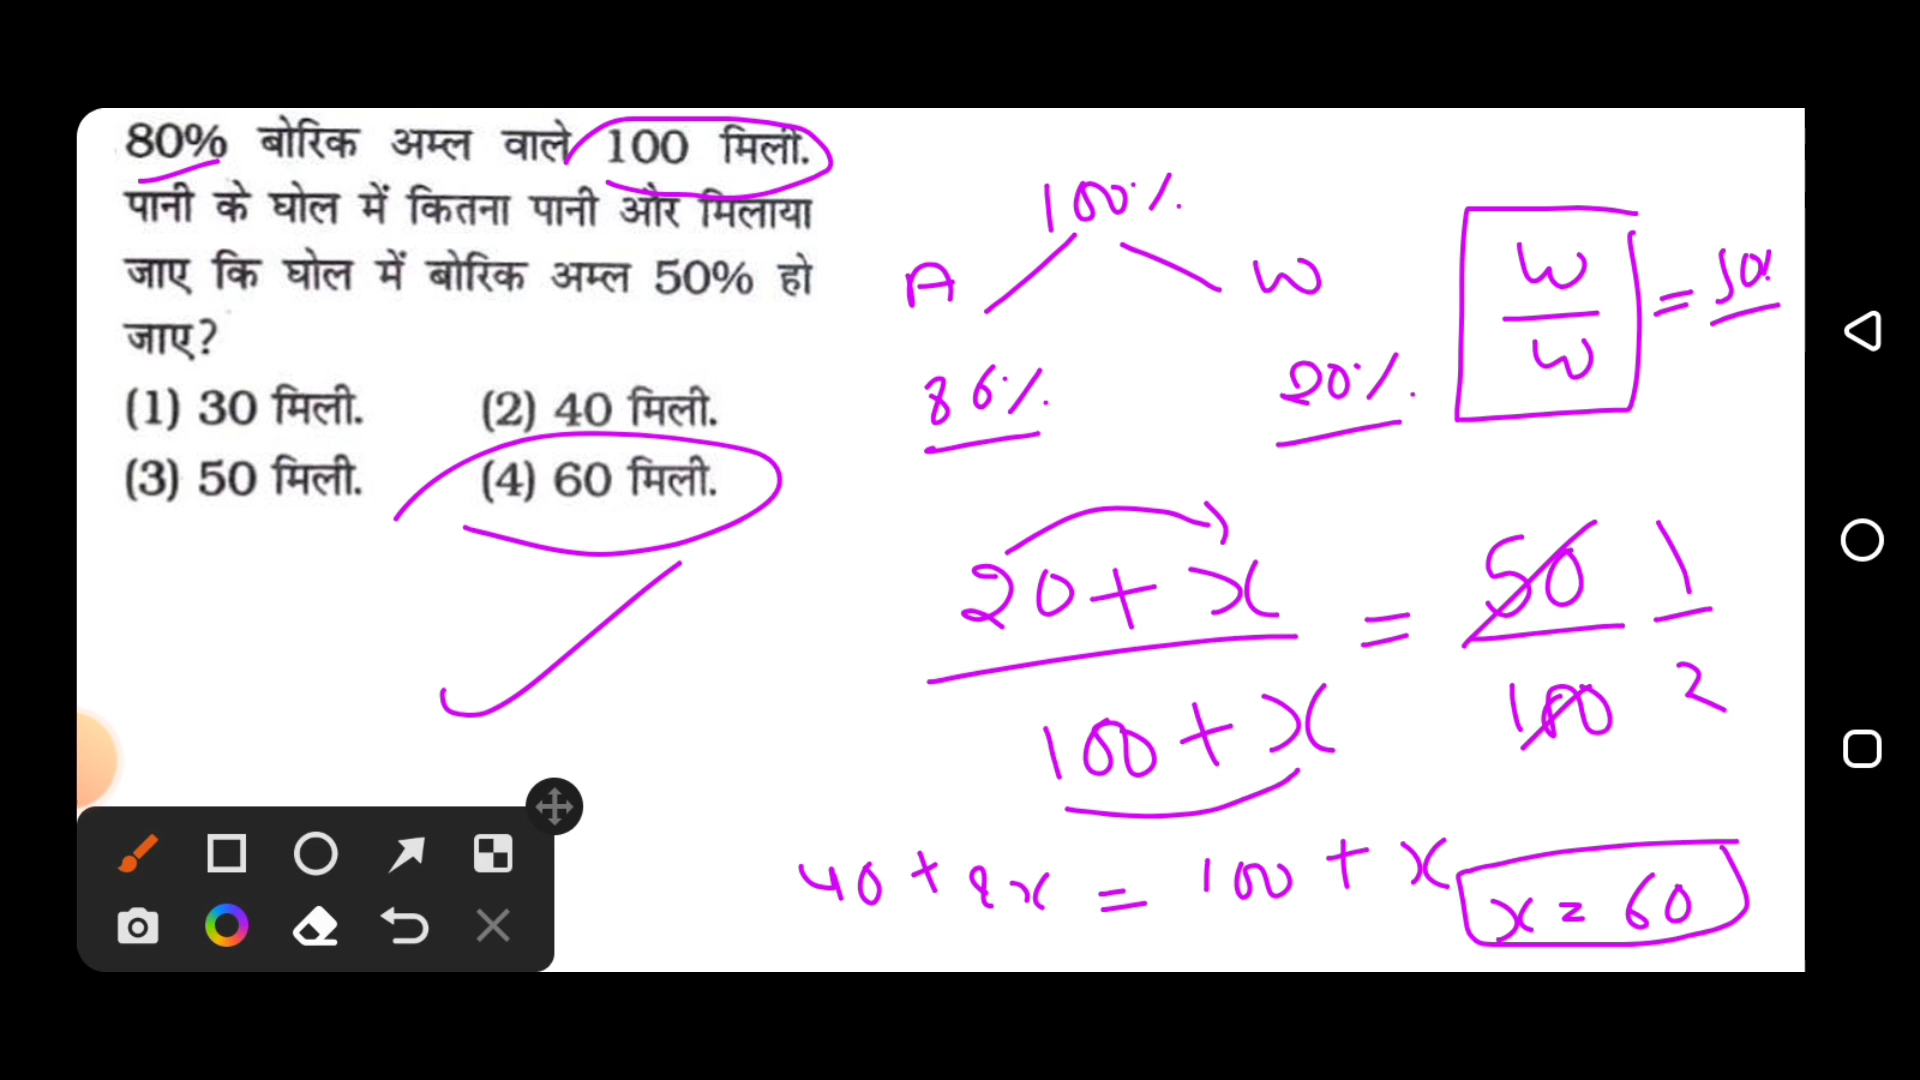 80% बोरिक अम्ल वाले 100 मिली.
पानी के घोल में कितना पानी और मिलाया
जाए कि घोल में बोरिक अम्ल 50% हो
जाए?
(1) 30 मिली. (2) 40 मिली.
(3) 50 मिली. (4) 60 मिली.
100%
A W
80% 20%
W/W = 50%
20+x/100+x = 50/100 1/2
40+2x = 100+x
x = 60